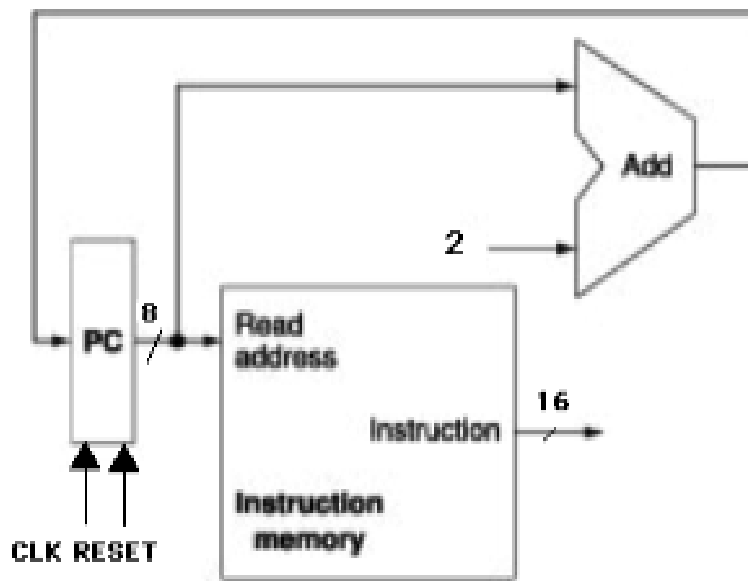 Add
2
8
PC
Read
address
16
Instruction
Instruction
memory
CLK RESET